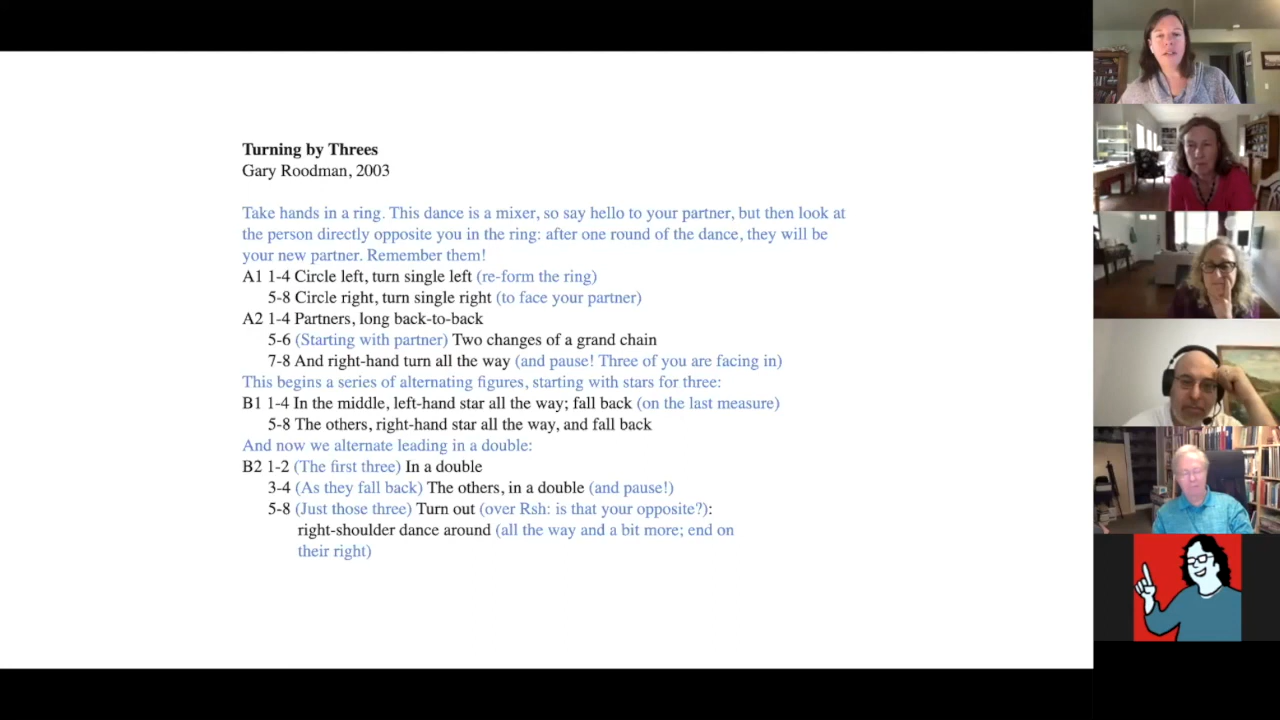 Turning by Threes
Gary Roodman, 2003
Take hands in a ring. This dance is a mixer, so say hello to your partner, but then look at
the person directly opposite you in the ring: after one round of the dance, they will be
your new partner. Remember them!
A1 1-4 Circle left, turn single left (re-form the ring)
5-8 Circle right, turn single right (to face your partner)
A2 1-4 Partners, long back-to-back
5-6 (Starting with partner) Two changes of a grand chain
7-8 And right-hand turn all the way (and pause! Three of you are facing in)
This begins a series of alternating figures, starting with stars for three:
B1 1-4 In the middle, left-hand star all the way; fall back (on the last measure)
5-8 The others, right-hand star all the way, and fall back
And now we alternate leading in a double:
B2 1-2 (The first three) In a double
3-4 (As they fall back) The others, in a double (and pause!)
5-8 (Just those three) Turn out (over Rsh: is that your opposite?):
right-shoulder dance around (all the way and a bit more; end on
their right)